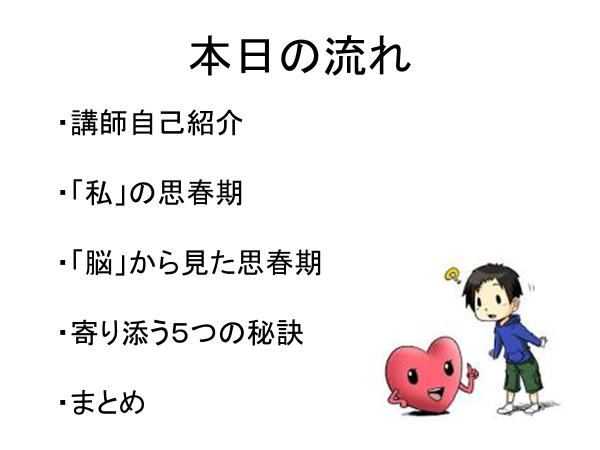 本日の流れ
・講師自己紹介
・「私」の思春期
・「脳」から見た思春期
・寄り添う５つの秘訣
・まとめ
?